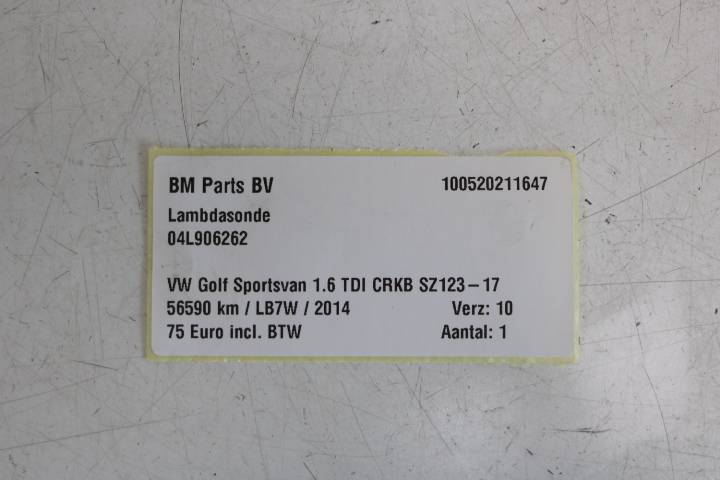 BM Parts BV 100520211647
Lambdasonde
04L906262
VW Golf Sportsvan 1.6 TDI CRKB SZ123-17
56590 km / LB7W / 2014 Verz: 10
75 Euro incl. BTW Aantal: 1